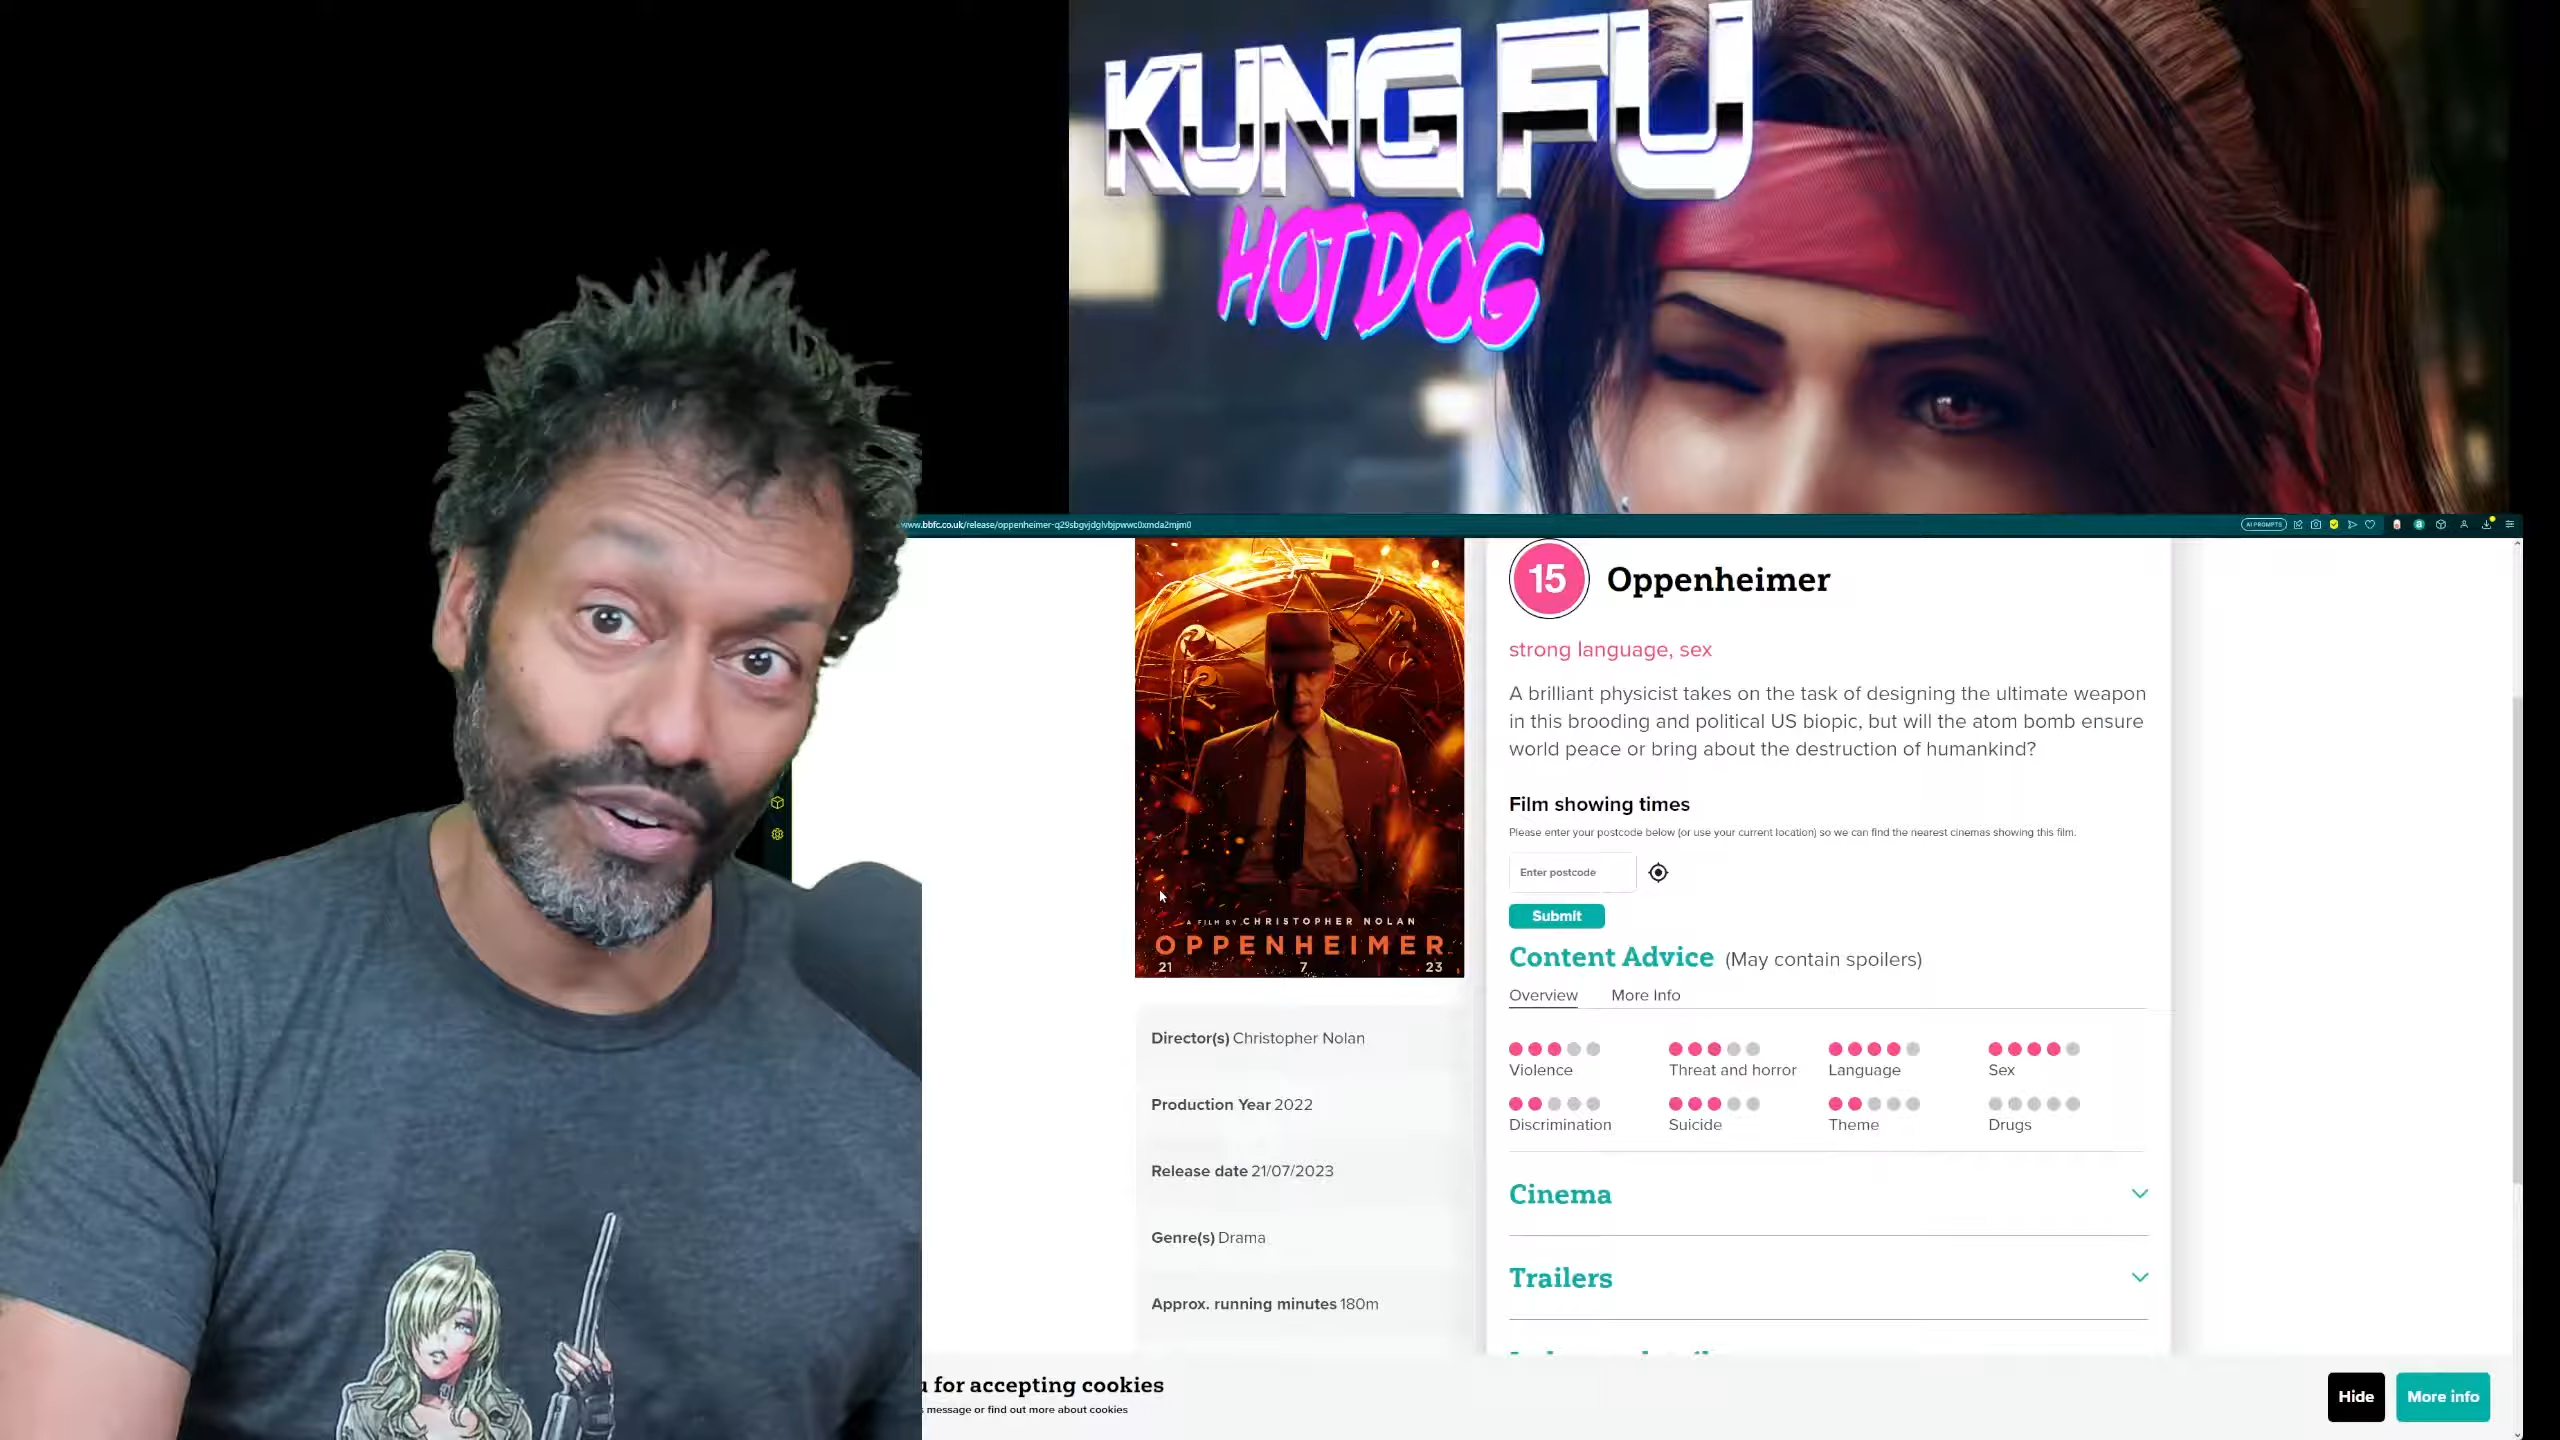 KUNG FU
HOTDOG
www.bbfc.co.uk/release/oppenheimer-q29sbgvjdglvbjpwwc0xmda2mjm0
AI PROMPTS
A FILM BY CHRISTOPHER NOLAN
OPPENHEIMER
21 7 23
Director(s) Christopher Nolan
Production Year 2022
Release date 21/07/2023
Genre(s) Drama
Approx. running minutes 180m
15 Oppenheimer
strong language, sex
A brilliant physicist takes on the task of designing the ultimate weapon
in this brooding and political US biopic, but will the atom bomb ensure
world peace or bring about the destruction of humankind?
Film showing times
Please enter your postcode below (or use your current location) so we can find the nearest cinemas showing this film.
Enter postcode
Submit
Content Advice (May contain spoilers)
Overview More Info
Violence Threat and horror Language Sex
Discrimination Suicide Theme Drugs
Cinema
Trailers
for accepting cookies
message or find out more about cookies
Hide More info